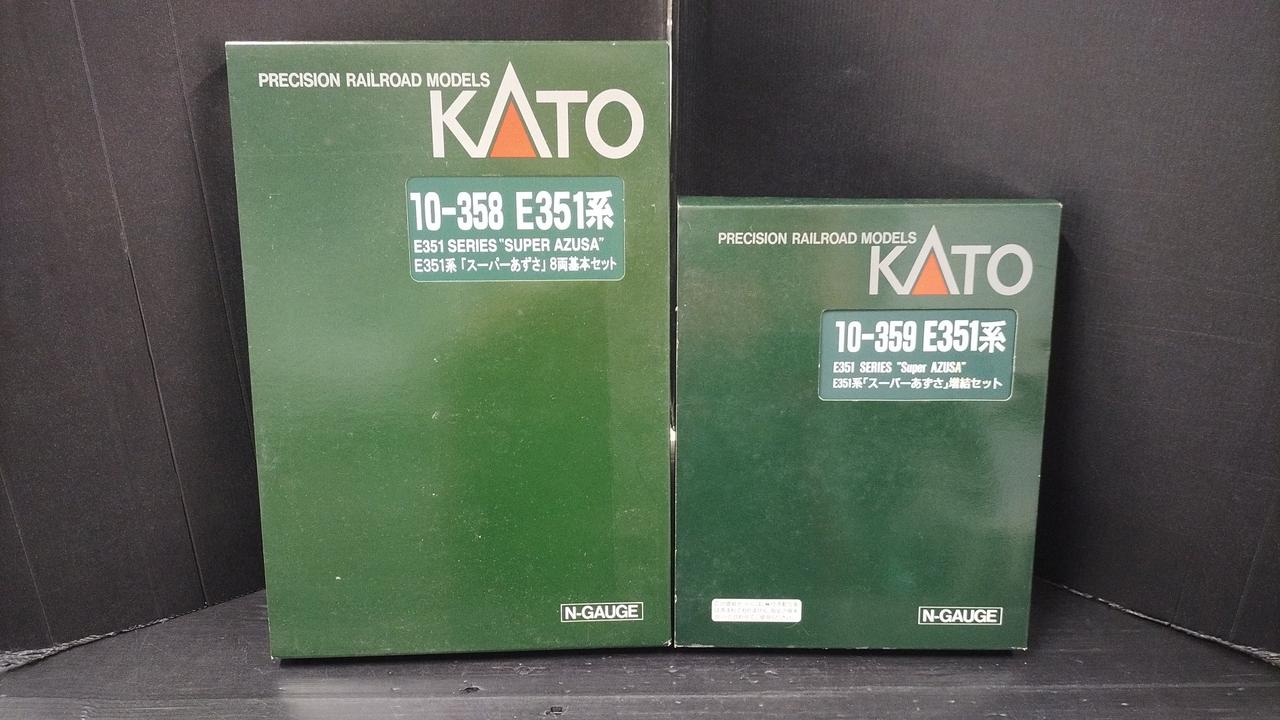 PRECISION RAILROAD MODELS
KATO
10-358 E351系
E351 SERIES "SUPER AZUSA"
E351系「スーパーあずさ」8両基本セット
N-GAUGE
PRECISION RAILROAD MODELS
KATO
10-359 E351系
E351 SERIES "Super AZUSA"
E351系「スーパーあずさ」増結セット
N-GAUGE